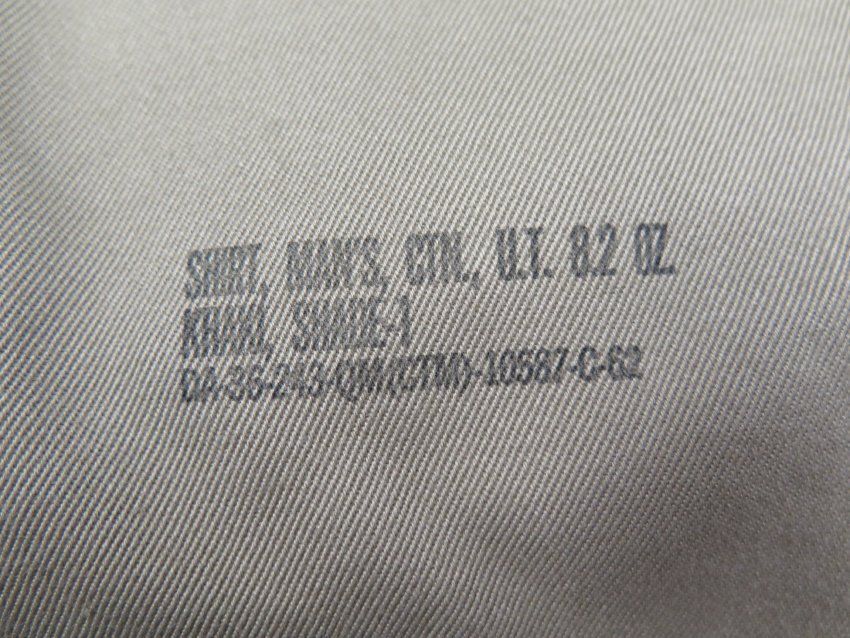 SHIRT, MAN'S, CTN., U.T. 8.2 OZ.
KHAKI, SHADE-1
DA-36-243-QM(CTM)-10587-C-62